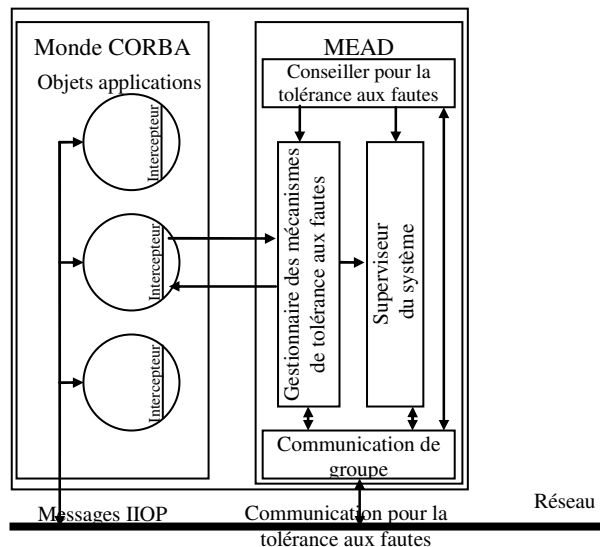 Monde CORBA
Objets applications
Intercepteur
Intercepteur
Intercepteur
MEAD
Conseiller pour la
tolérance aux fautes
Gestionnaire des mécanismes
de tolérance aux fautes
Superviseur
du système
Communication de
groupe
Messages IIOP
Communication pour la
tolérance aux fautes
Réseau